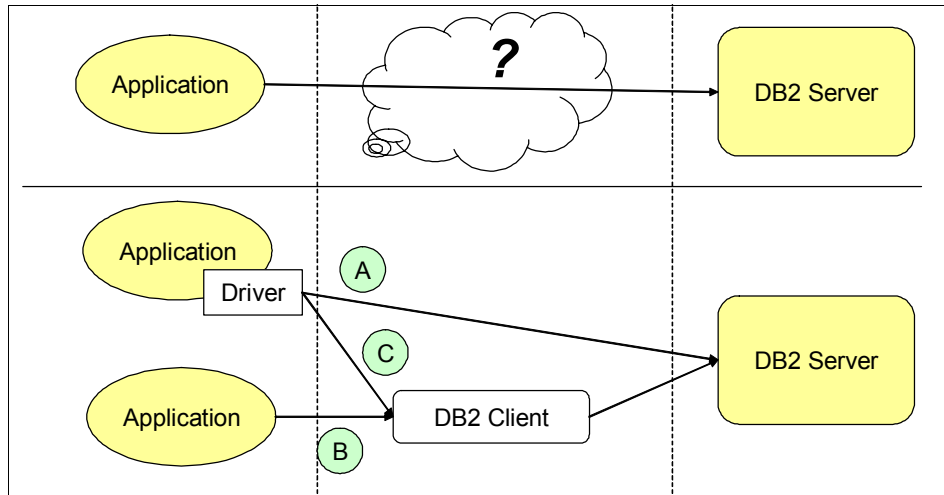 ?
Application
DB2 Server
Application
Driver
A
C
DB2 Server
Application
DB2 Client
B